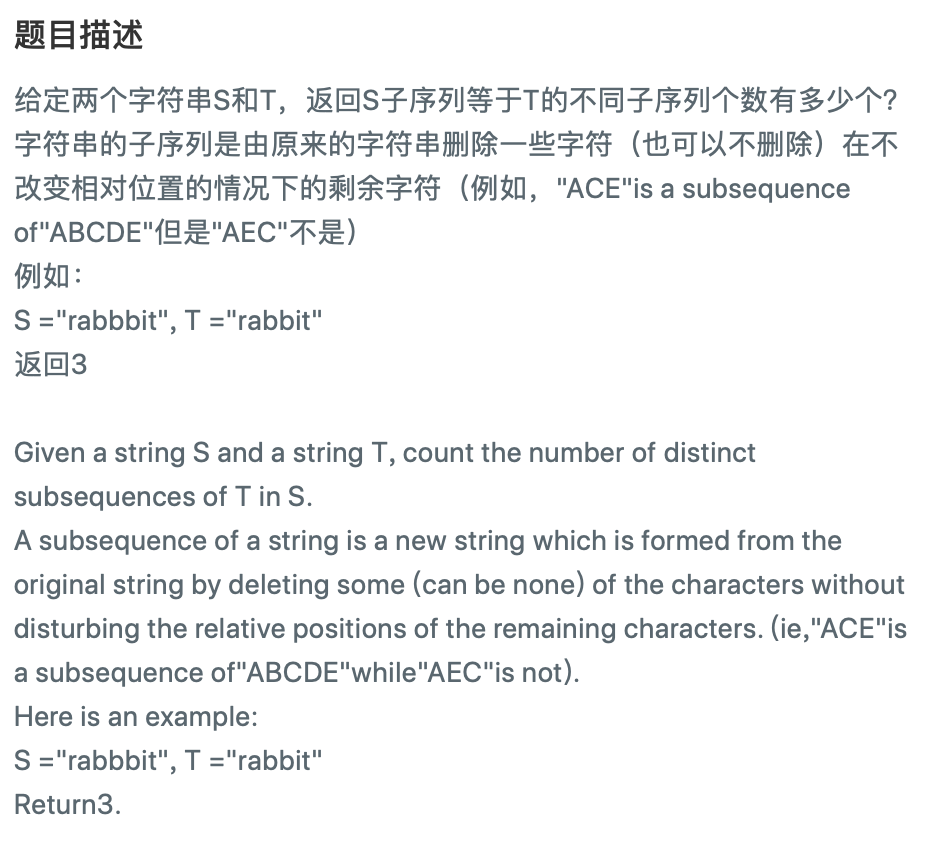 题目描述
给定两个字符串S和T，返回S子序列等于T的不同子序列个数有多少个？
字符串的子序列是由原来的字符串删除一些字符（也可以不删除）在不
改变相对位置的情况下的剩余字符（例如，"ACE"is a subsequence
of"ABCDE"但是"AEC"不是）
例如：
S ="rabbbit", T ="rabbit"
返回3
Given a string S and a string T, count the number of distinct
subsequences of T in S.
A subsequence of a string is a new string which is formed from the
original string by deleting some (can be none) of the characters without
disturbing the relative positions of the remaining characters. (ie,"ACE"is
a subsequence of"ABCDE"while"AEC"is not).
Here is an example:
S ="rabbbit", T ="rabbit"
Return3.